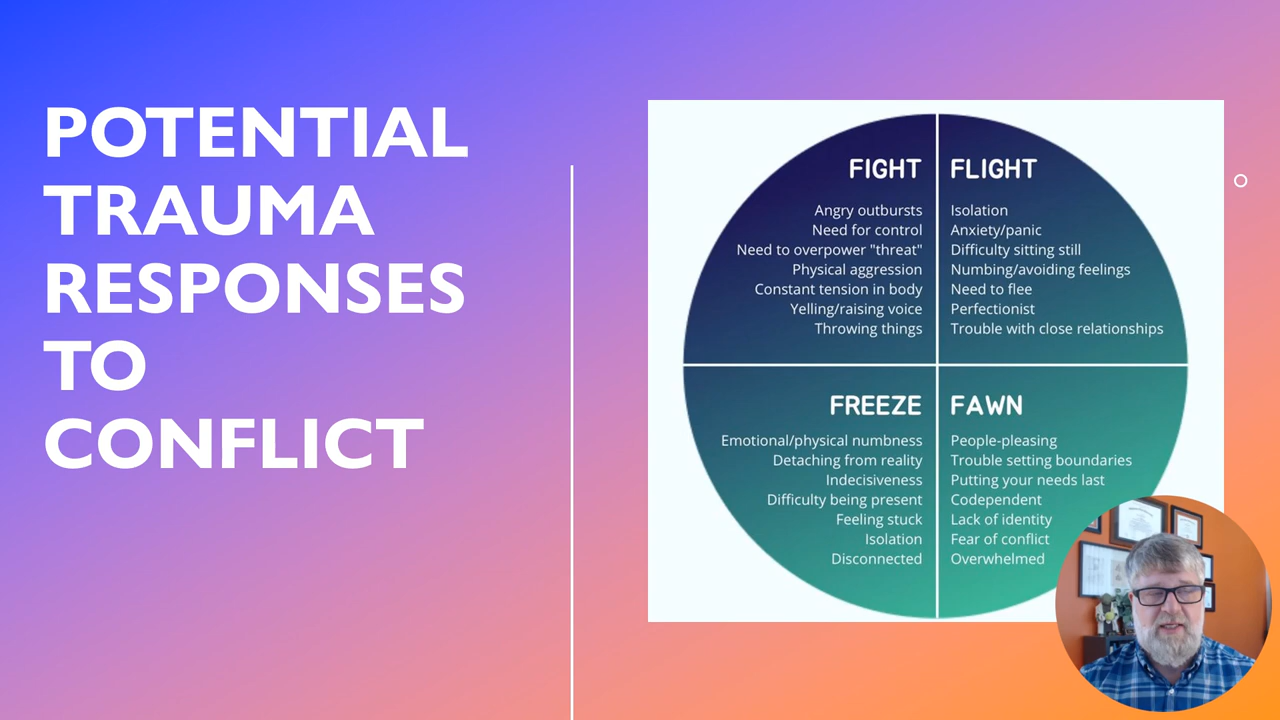 POTENTIAL
TRAUMA
RESPONSES
TO
CONFLICT
FIGHT
Angry outbursts
Need for control
Need to overpower "threat"
Physical aggression
Constant tension in body
Yelling/raising voice
Throwing things
FLIGHT
Isolation
Anxiety/panic
Difficulty sitting still
Numbing/avoiding feelings
Need to flee
Perfectionist
Trouble with close relationships
FREEZE
Emotional/physical numbness
Detaching from reality
Indecisiveness
Difficulty being present
Feeling stuck
Isolation
Disconnected
FAWN
People-pleasing
Trouble setting boundaries
Putting your needs last
Codependent
Lack of identity
Fear of conflict
Overwhelmed